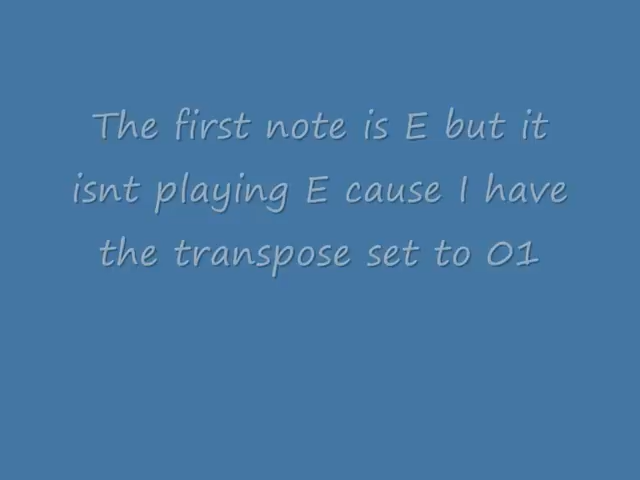 The first note is E but it
isnt playing E cause I have
the transpose set to 01